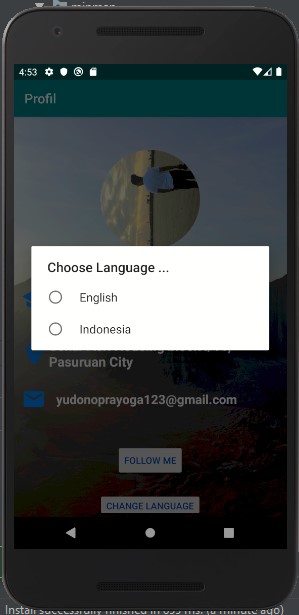 4:53
Profil
Choose Language ...
English
Indonesia
Pasuruan City
yudonoprayoga123@gmail.com
FOLLOW ME
CHANGE LANGUAGE
Install successfully finished in 655 ms. (a minute ago)